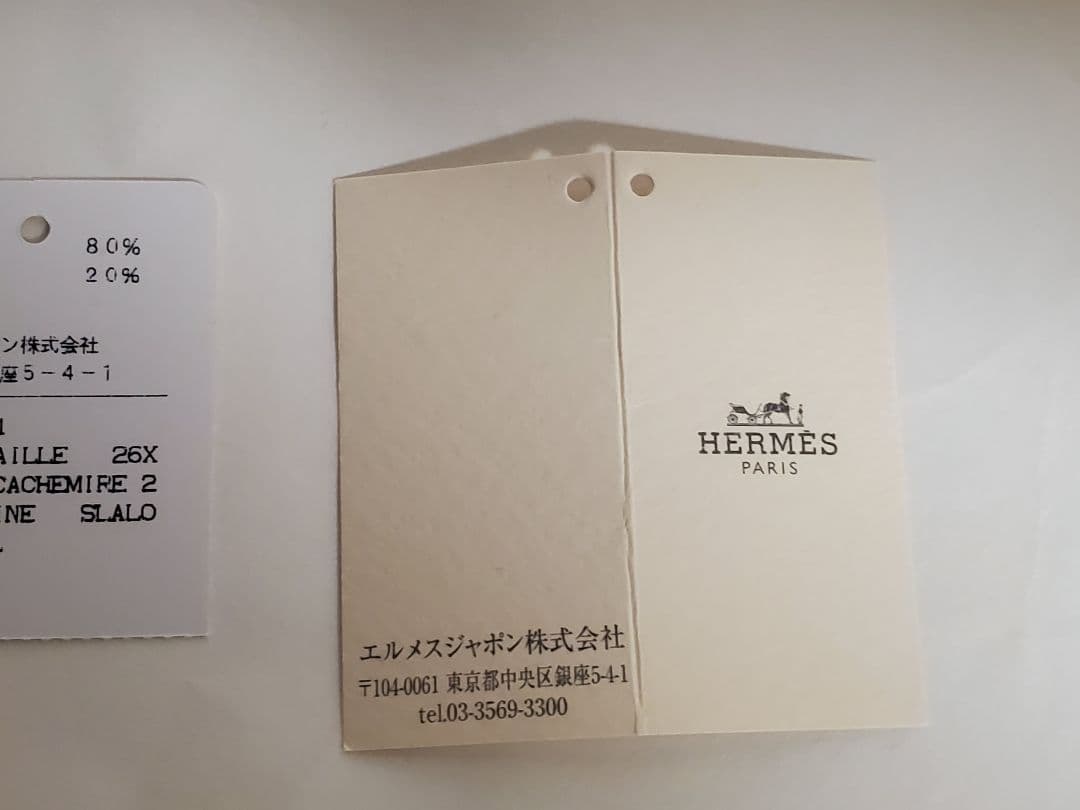 80%
20%
ン株式会社
座5-4-1
AILLE 26X
CACHEMIRE 2
INE SLALO
HERMÈS
PARIS
エルメスジャポン株式会社
〒104-0061 東京都中央区銀座5-4-1
tel.03-3569-3300